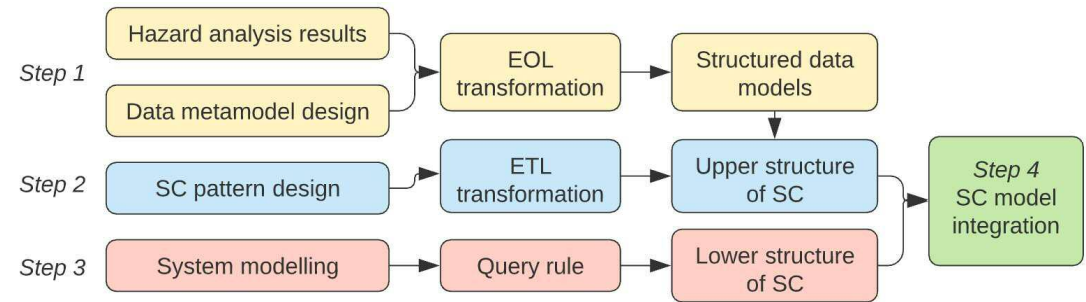 Step 1
Hazard analysis results
Data metamodel design
EOL
transformation
Structured data
models
Step 2
SC pattern design
ETL
transformation
Upper structure
of SC
Step 3
System modelling
Query rule
Lower structure
of SC
Step 4
SC model
integration